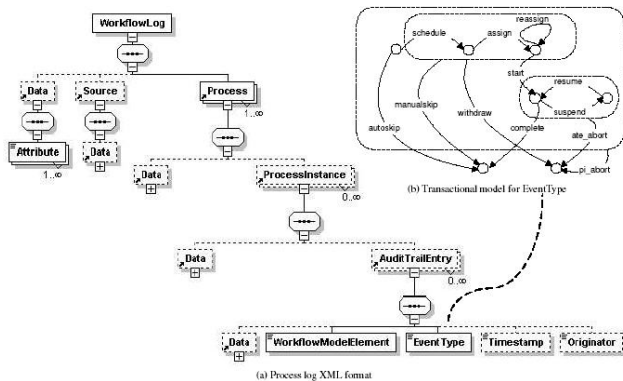 WorkflowLog
Data
Source
Process
1..∞
Attribute
1..∞
Data
Data
ProcessInstance
0..∞
Data
AuditTrailEntry
0..∞
Data
WorkflowModelElement
EventType
Timestamp
Originator
(a) Process log XML format
schedule
assign
reassign
start
resume
suspend
manualskip
withdraw
autoskip
complete
ate_abort
pi_abort
(b) Transactional model for EventType